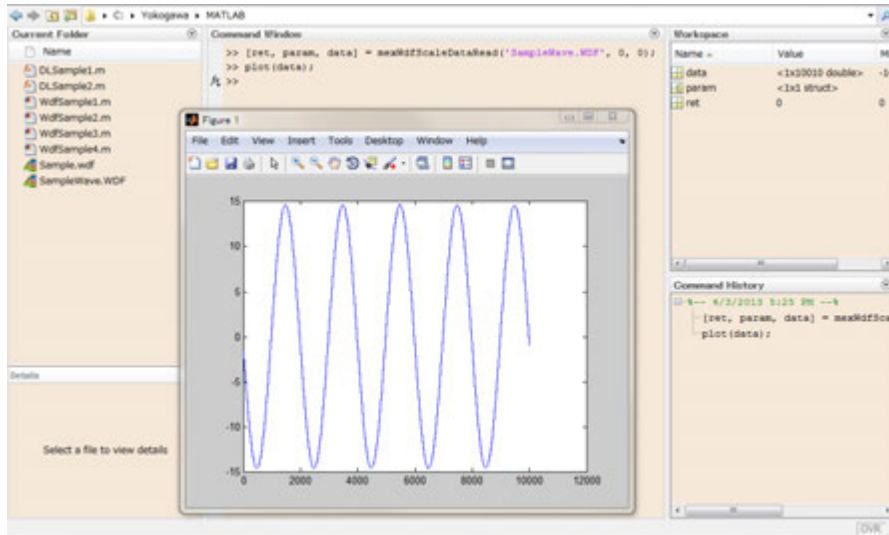 C: ▸ Yokogawa ▸ MATLAB
Current Folder
Name
DLSample1.m
DLSample2.m
WdfSample1.m
WdfSample2.m
WdfSample3.m
WdfSample4.m
Sample.wdf
SampleWave.WDF
Details
Select a file to view details
Command Window
>> [ret, param, data] = mexWdfScaleDataRead('SampleWave.WDF', 0, 0);
>> plot(data);
fx >>
Figure 1
File Edit View Insert Tools Desktop Window Help
15
10
5
0
-5
-10
-15
0 2000 4000 6000 8000 10000 12000
Workspace
Name Value M
data <1x10010 double> -1
param <1x1 struct>
ret 0 0
Command History
%-- 4/3/2013 5:25 PM --%
[ret, param, data] = mexWdfSca
plot(data);
OVR